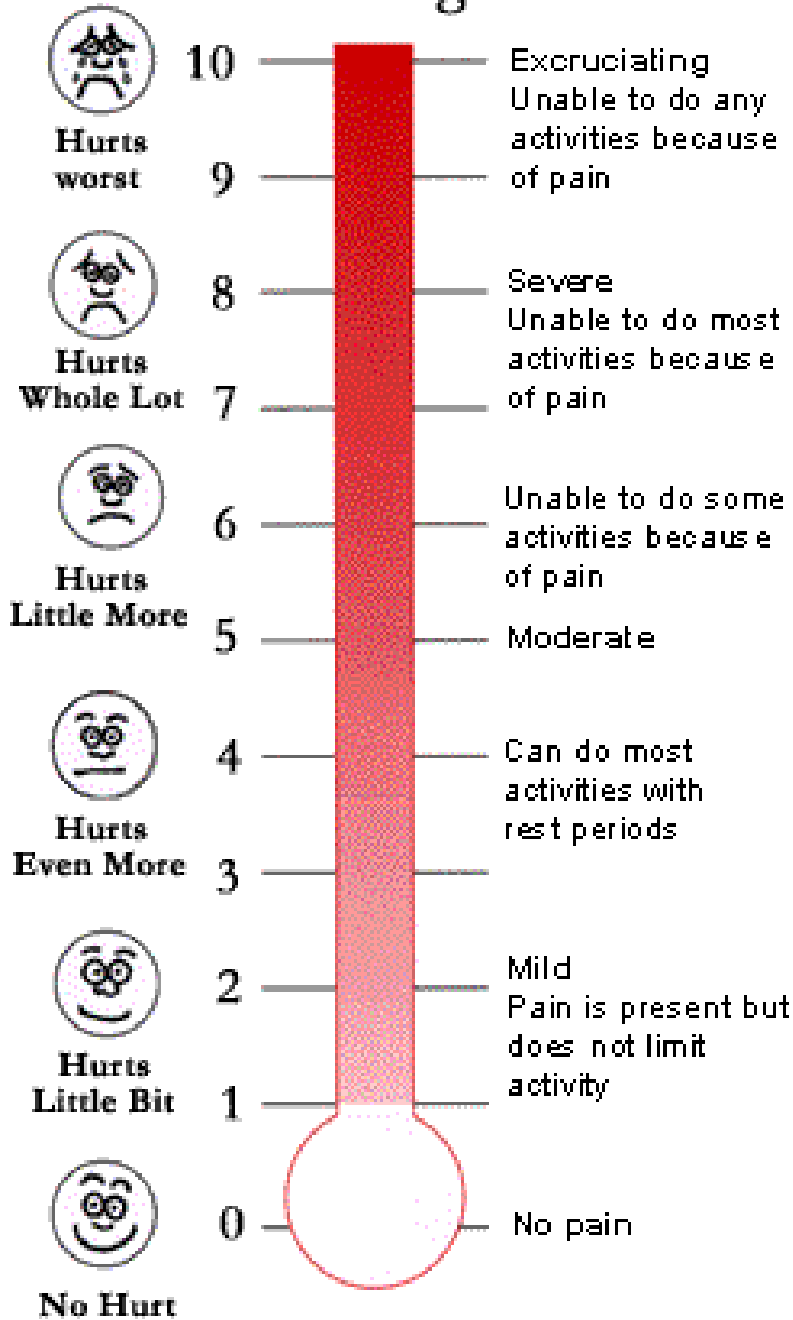 10
Hurts
worst
9
Excruciating
Unable to do any
activities because
of pain
8
Hurts
Whole Lot
7
Severe
Unable to do most
activities because
of pain
6
Hurts
Little More
5
Unable to do some
activities because
of pain
Moderate
4
Hurts
Even More
3
Can do most
activities with
rest periods
2
Hurts
Little Bit
1
Mild
Pain is present but
does not limit
activity
0
No Hurt
No pain